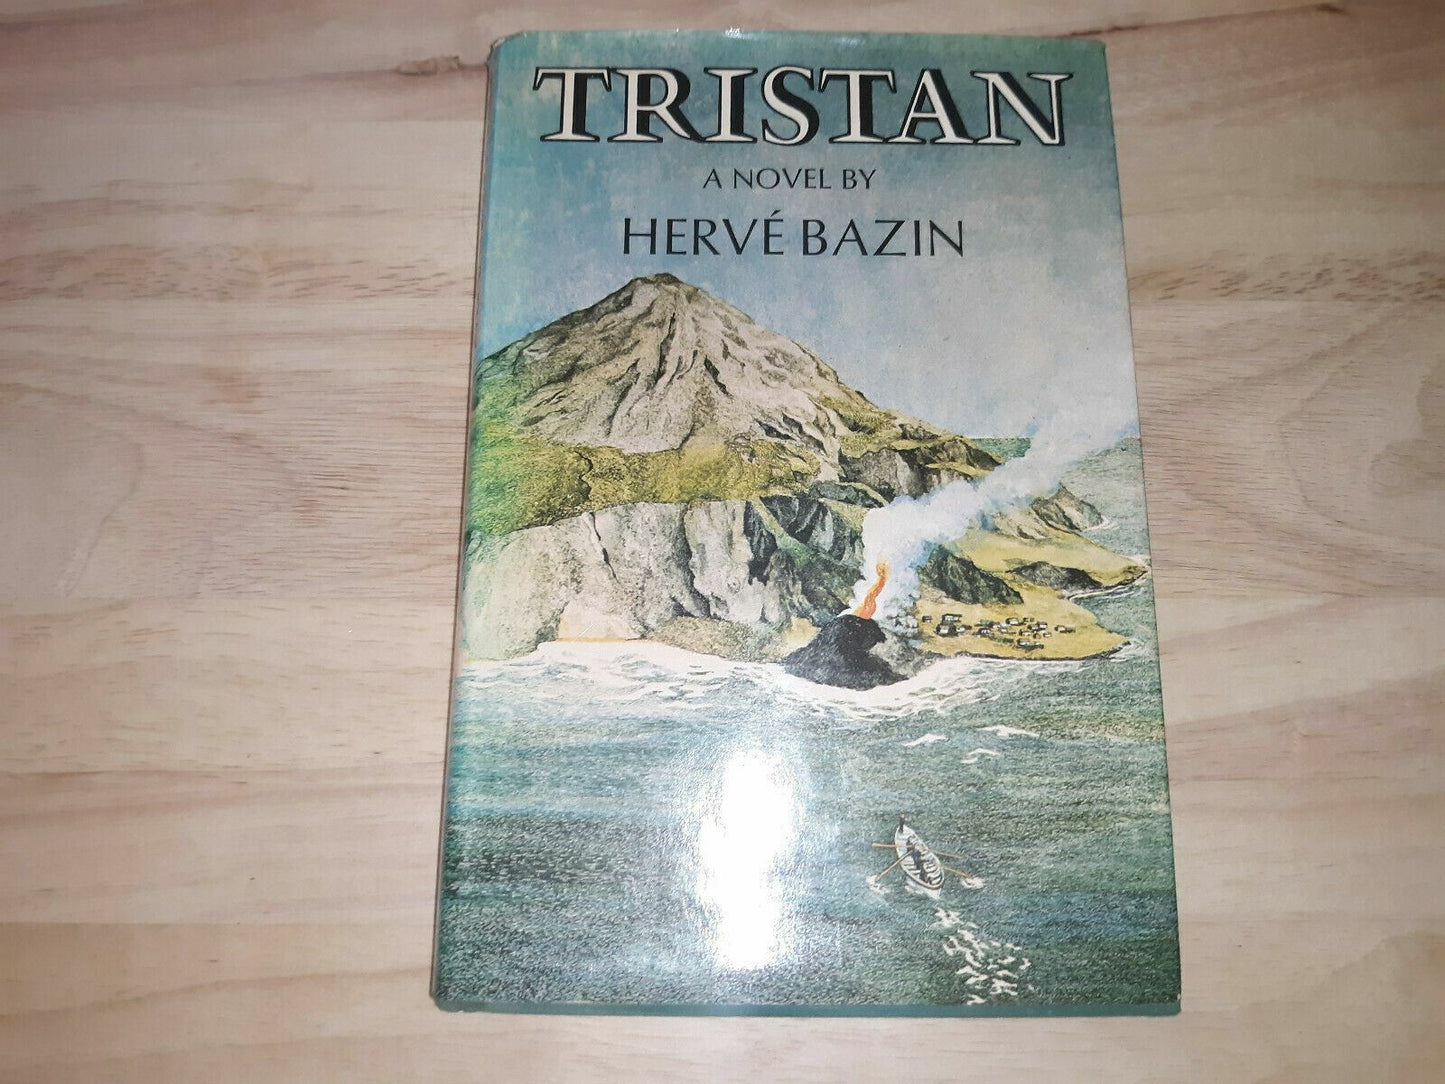 TRISTAN
A NOVEL BY
HERVÉ BAZIN